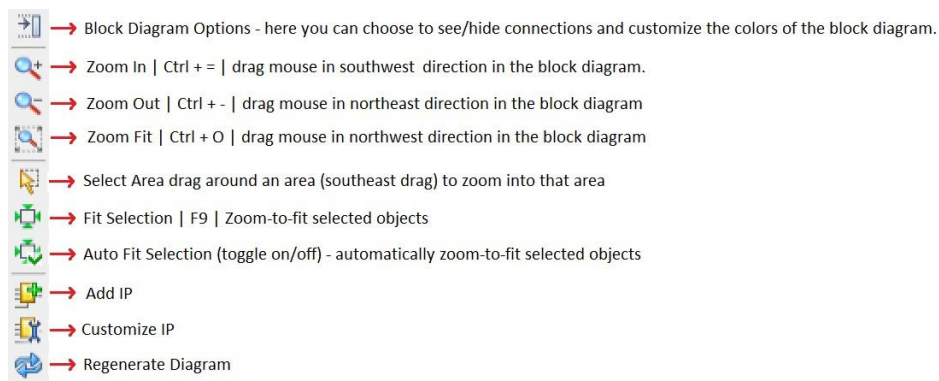 Block Diagram Options - here you can choose to see/hide connections and customize the colors of the block diagram.
Zoom In | Ctrl + = | drag mouse in southwest direction in the block diagram.
Zoom Out | Ctrl + - | drag mouse in northeast direction in the block diagram
Zoom Fit | Ctrl + O | drag mouse in northwest direction in the block diagram
Select Area drag around an area (southeast drag) to zoom into that area
Fit Selection | F9 | Zoom-to-fit selected objects
Auto Fit Selection (toggle on/off) - automatically zoom-to-fit selected objects
Add IP
Customize IP
Regenerate Diagram